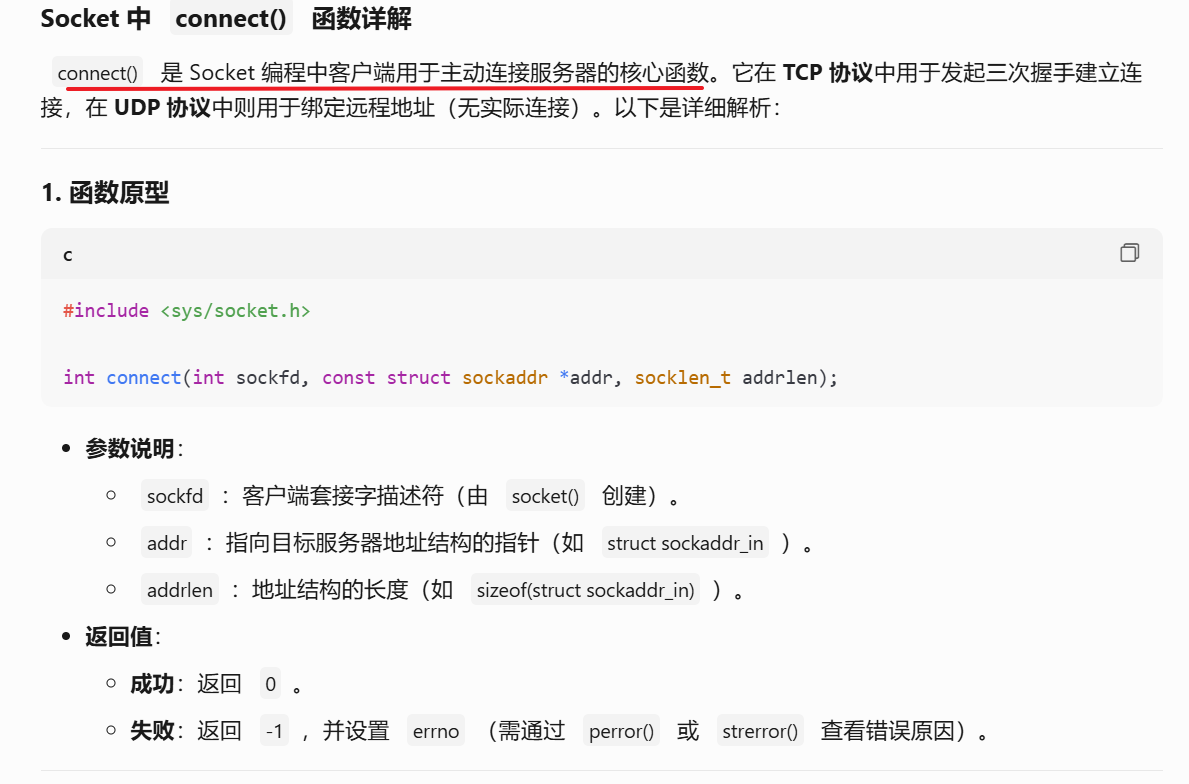 Socket 中 connect() 函数详解
connect() 是 Socket 编程中客户端用于主动连接服务器的核心函数。它在 TCP 协议中用于发起三次握手建立连
接，在 UDP 协议中则用于绑定远程地址（无实际连接）。以下是详细解析：
1. 函数原型
c
#include <sys/socket.h>
int connect(int sockfd, const struct sockaddr *addr, socklen_t addrlen);
• 参数说明：
○ sockfd ：客户端套接字描述符（由 socket() 创建）。
○ addr ：指向目标服务器地址结构的指针（如 struct sockaddr_in ）。
○ addrlen ：地址结构的长度（如 sizeof(struct sockaddr_in) ）。
• 返回值：
○ 成功：返回 0 。
○ 失败：返回 -1 ，并设置 errno （需通过 perror() 或 strerror() 查看错误原因）。